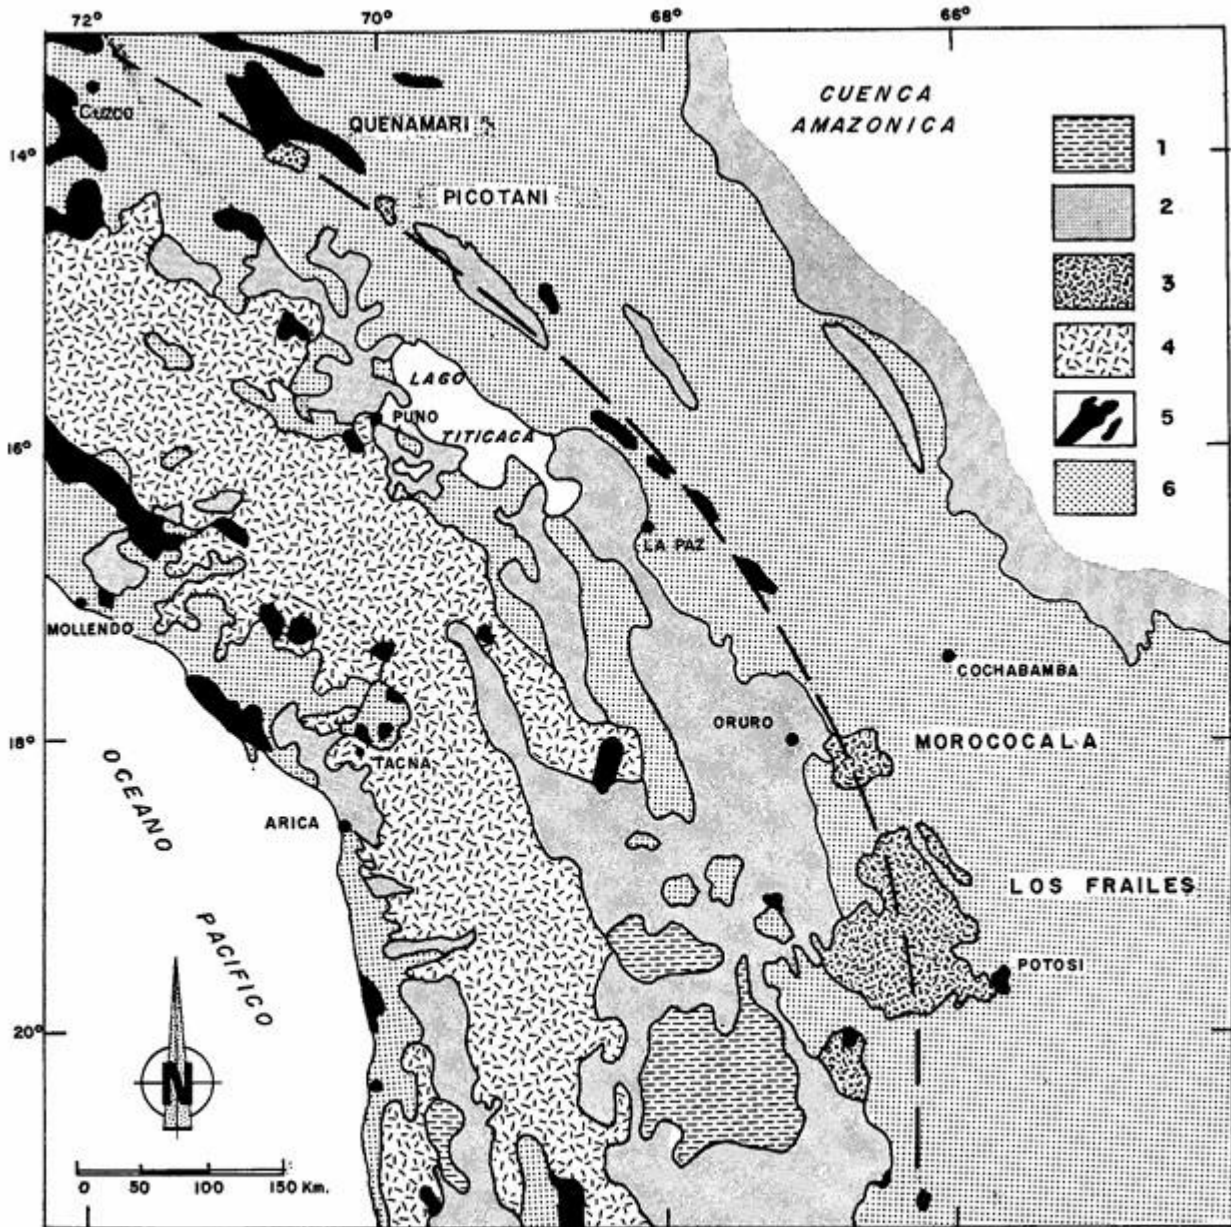 72° 70° 68° 66°
CUENCA
AMAZONICA
Cuzco
QUENAMARI
14°
1
PICOTANI
2
3
4
LAGO
PUNO
TITICACA
5
16°
6
LA PAZ
MOLLENDO
COCHABAMBA
ORURO
MOROCOCALA
18°
TACNA
OCEANO
ARICA
LOS FRAILES
PACIFICO
POTOSI
20°
N
0 50 100 150 Km.